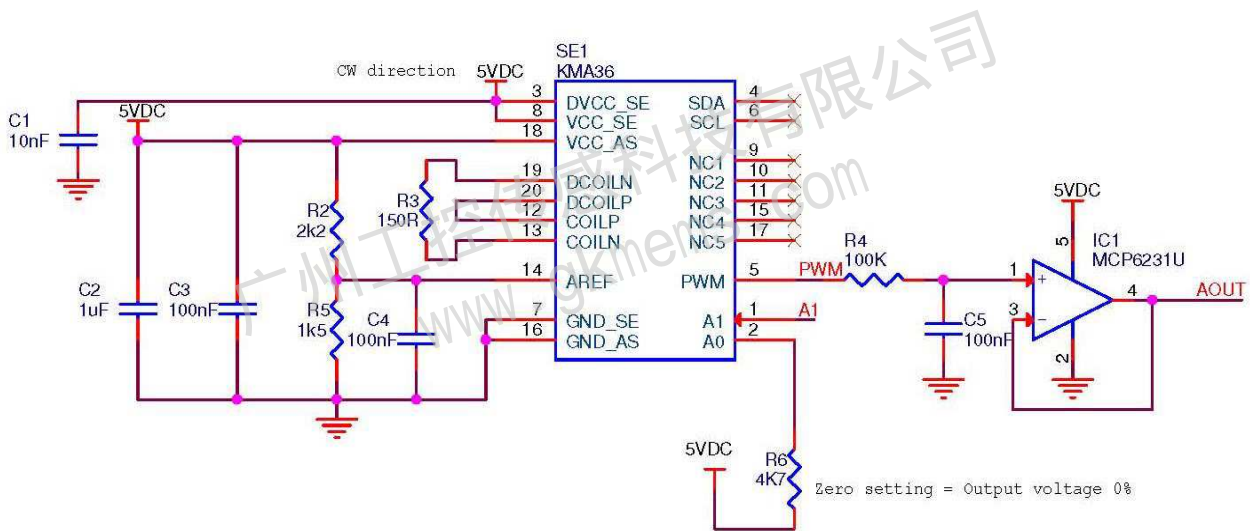 SE1
KMA36
CW direction
5VDC
5VDC
C1
10nF
3
8
18
19
20
12
13
14
7
16
DVCC_SE
VCC_SE
VCC_AS
DCOILN
DCOILP
COILP
COILN
AREF
GND_SE
GND_AS
SDA
SCL
NC1
NC2
NC3
NC4
NC5
PWM
A1
A0
4
6
9
10
11
15
17
5
1
2
R3
150R
R2
2k2
R5
1k5
C2
1uF
C3
100nF
C4
100nF
PWM
A1
R4
100K
C5
100nF
5VDC
5
IC1
MCP6231U
1
+
3
-
4
2
AOUT
5VDC
R6
4K7
Zero setting = Output voltage 0%
广州工控传感科技有限公司
www.gkmems.com